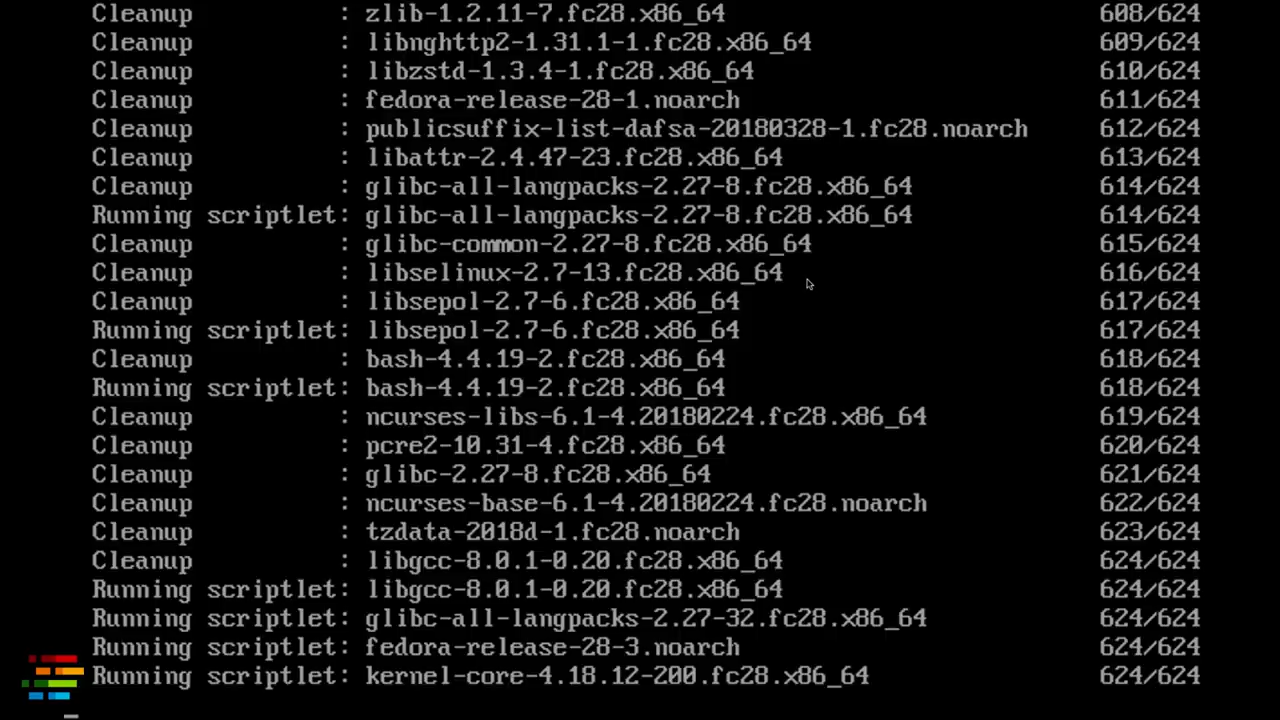 Cleanup : zlib-1.2.11-7.fc28.x86_64 608/624
Cleanup : libnghttp2-1.31.1-1.fc28.x86_64 609/624
Cleanup : libzstd-1.3.4-1.fc28.x86_64 610/624
Cleanup : fedora-release-28-1.noarch 611/624
Cleanup : publicsuffix-list-dafsa-20180328-1.fc28.noarch 612/624
Cleanup : libattr-2.4.47-23.fc28.x86_64 613/624
Cleanup : glibc-all-langpacks-2.27-8.fc28.x86_64 614/624
Running scriptlet: glibc-all-langpacks-2.27-8.fc28.x86_64 614/624
Cleanup : glibc-common-2.27-8.fc28.x86_64 615/624
Cleanup : libselinux-2.7-13.fc28.x86_64 616/624
Cleanup : libsepol-2.7-6.fc28.x86_64 617/624
Running scriptlet: libsepol-2.7-6.fc28.x86_64 617/624
Cleanup : bash-4.4.19-2.fc28.x86_64 618/624
Running scriptlet: bash-4.4.19-2.fc28.x86_64 618/624
Cleanup : ncurses-libs-6.1-4.20180224.fc28.x86_64 619/624
Cleanup : pcre2-10.31-4.fc28.x86_64 620/624
Cleanup : glibc-2.27-8.fc28.x86_64 621/624
Cleanup : ncurses-base-6.1-4.20180224.fc28.noarch 622/624
Cleanup : tzdata-2018d-1.fc28.noarch 623/624
Cleanup : libgcc-8.0.1-0.20.fc28.x86_64 624/624
Running scriptlet: libgcc-8.0.1-0.20.fc28.x86_64 624/624
Running scriptlet: glibc-all-langpacks-2.27-32.fc28.x86_64 624/624
Running scriptlet: fedora-release-28-3.noarch 624/624
Running scriptlet: kernel-core-4.18.12-200.fc28.x86_64 624/624